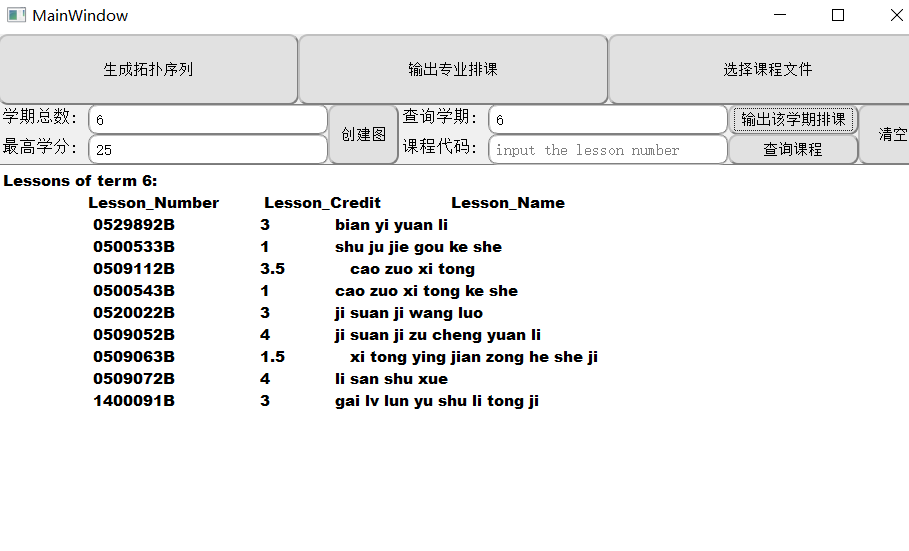 MainWindow
生成拓扑序列 输出专业排课 选择课程文件
学期总数: 6 创建图 查询学期: 6 输出该学期排课 清空
最高学分: 25 课程代码: input the lesson number 查询课程
Lessons of term 6:
Lesson_Number Lesson_Credit Lesson_Name
0529892B 3 bian yi yuan li
0500533B 1 shu ju jie gou ke she
0509112B 3.5 cao zuo xi tong
0500543B 1 cao zuo xi tong ke she
0520022B 3 ji suan ji wang luo
0509052B 4 ji suan ji zu cheng yuan li
0509063B 1.5 xi tong ying jian zong he she ji
0509072B 4 li san shu xue
1400091B 3 gai lv lun yu shu li tong ji